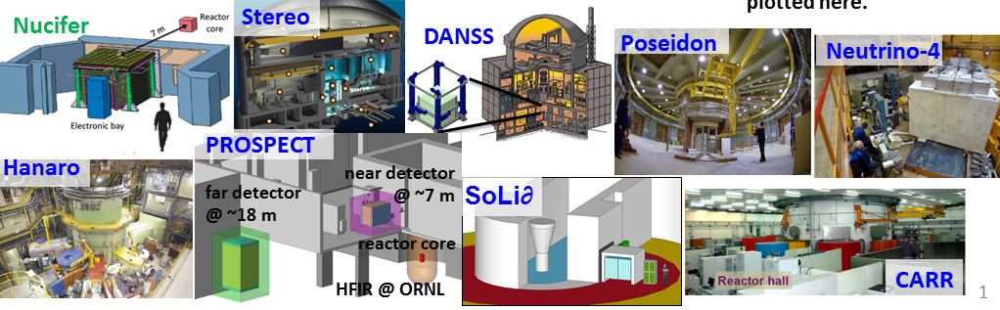 plotted here.
Nucifer
7 m
Reactor
core
Electronic bay
Stereo
Stereo
DANSS
Poseidon
Neutrino-4
Hanaro
PROSPECT
far detector
@ ~18 m
near detector
@ ~7 m
reactor core
HFIR @ ORNL
SoLi∂
Reactor hall
CARR
1